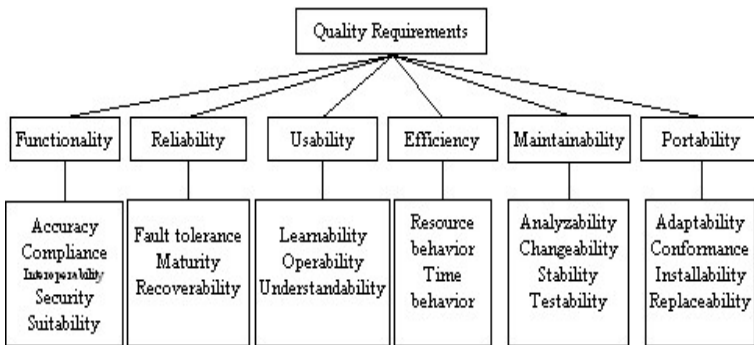 Quality Requirements
Functionality
Reliability
Usability
Efficiency
Maintainability
Portability
Accuracy
Compliance
Interoperability
Security
Suitability
Fault tolerance
Maturity
Recoverability
Learnability
Operability
Understandability
Resource
behavior
Time
behavior
Analyzability
Changeability
Stability
Testability
Adaptability
Conformance
Installability
Replaceability